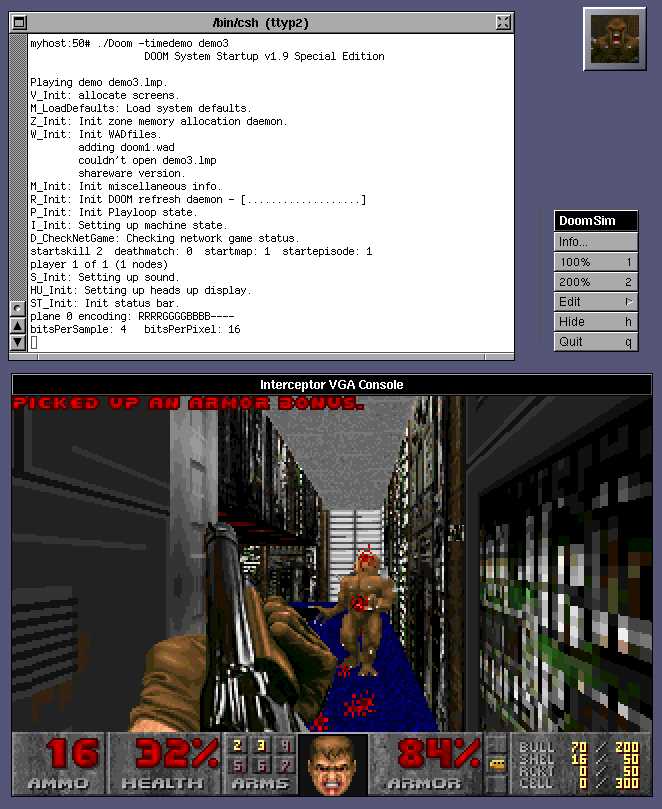 /bin/csh (ttyp2)
myhost:50# ./Doom -timedemo demo3
DOOM System Startup v1.9 Special Edition
Playing demo demo3.lmp.
V_Init: allocate screens.
M_LoadDefaults: Load system defaults.
Z_Init: Init zone memory allocation daemon.
W_Init: Init WADfiles.
adding doom1.wad
couldn't open demo3.lmp
shareware version.
M_Init: Init miscellaneous info.
R_Init: Init DOOM refresh daemon - [...................]
P_Init: Init Playloop state.
I_Init: Setting up machine state.
D_CheckNetGame: Checking network game status.
startskill 2  deathmatch: 0  startmap: 1  startepisode: 1
player 1 of 1 (1 nodes)
S_Init: Setting up sound.
HU_Init: Setting up heads up display.
ST_Init: Init status bar.
plane 0 encoding: RRRRGGGGBBBB----
bitsPerSample: 4   bitsPerPixel: 16
DoomSim
Info...
100% 1
200% 2
Edit
Hide h
Quit q
Interceptor VGA Console
PICKED UP AN ARMOR BONUS.
16 32% 2 3 4 84%
5 6 7
AMMO HEALTH ARMS ARMOR
BULL 70 / 200
SHEL 16 / 50
RCKT 0 / 50
CELL 0 / 300